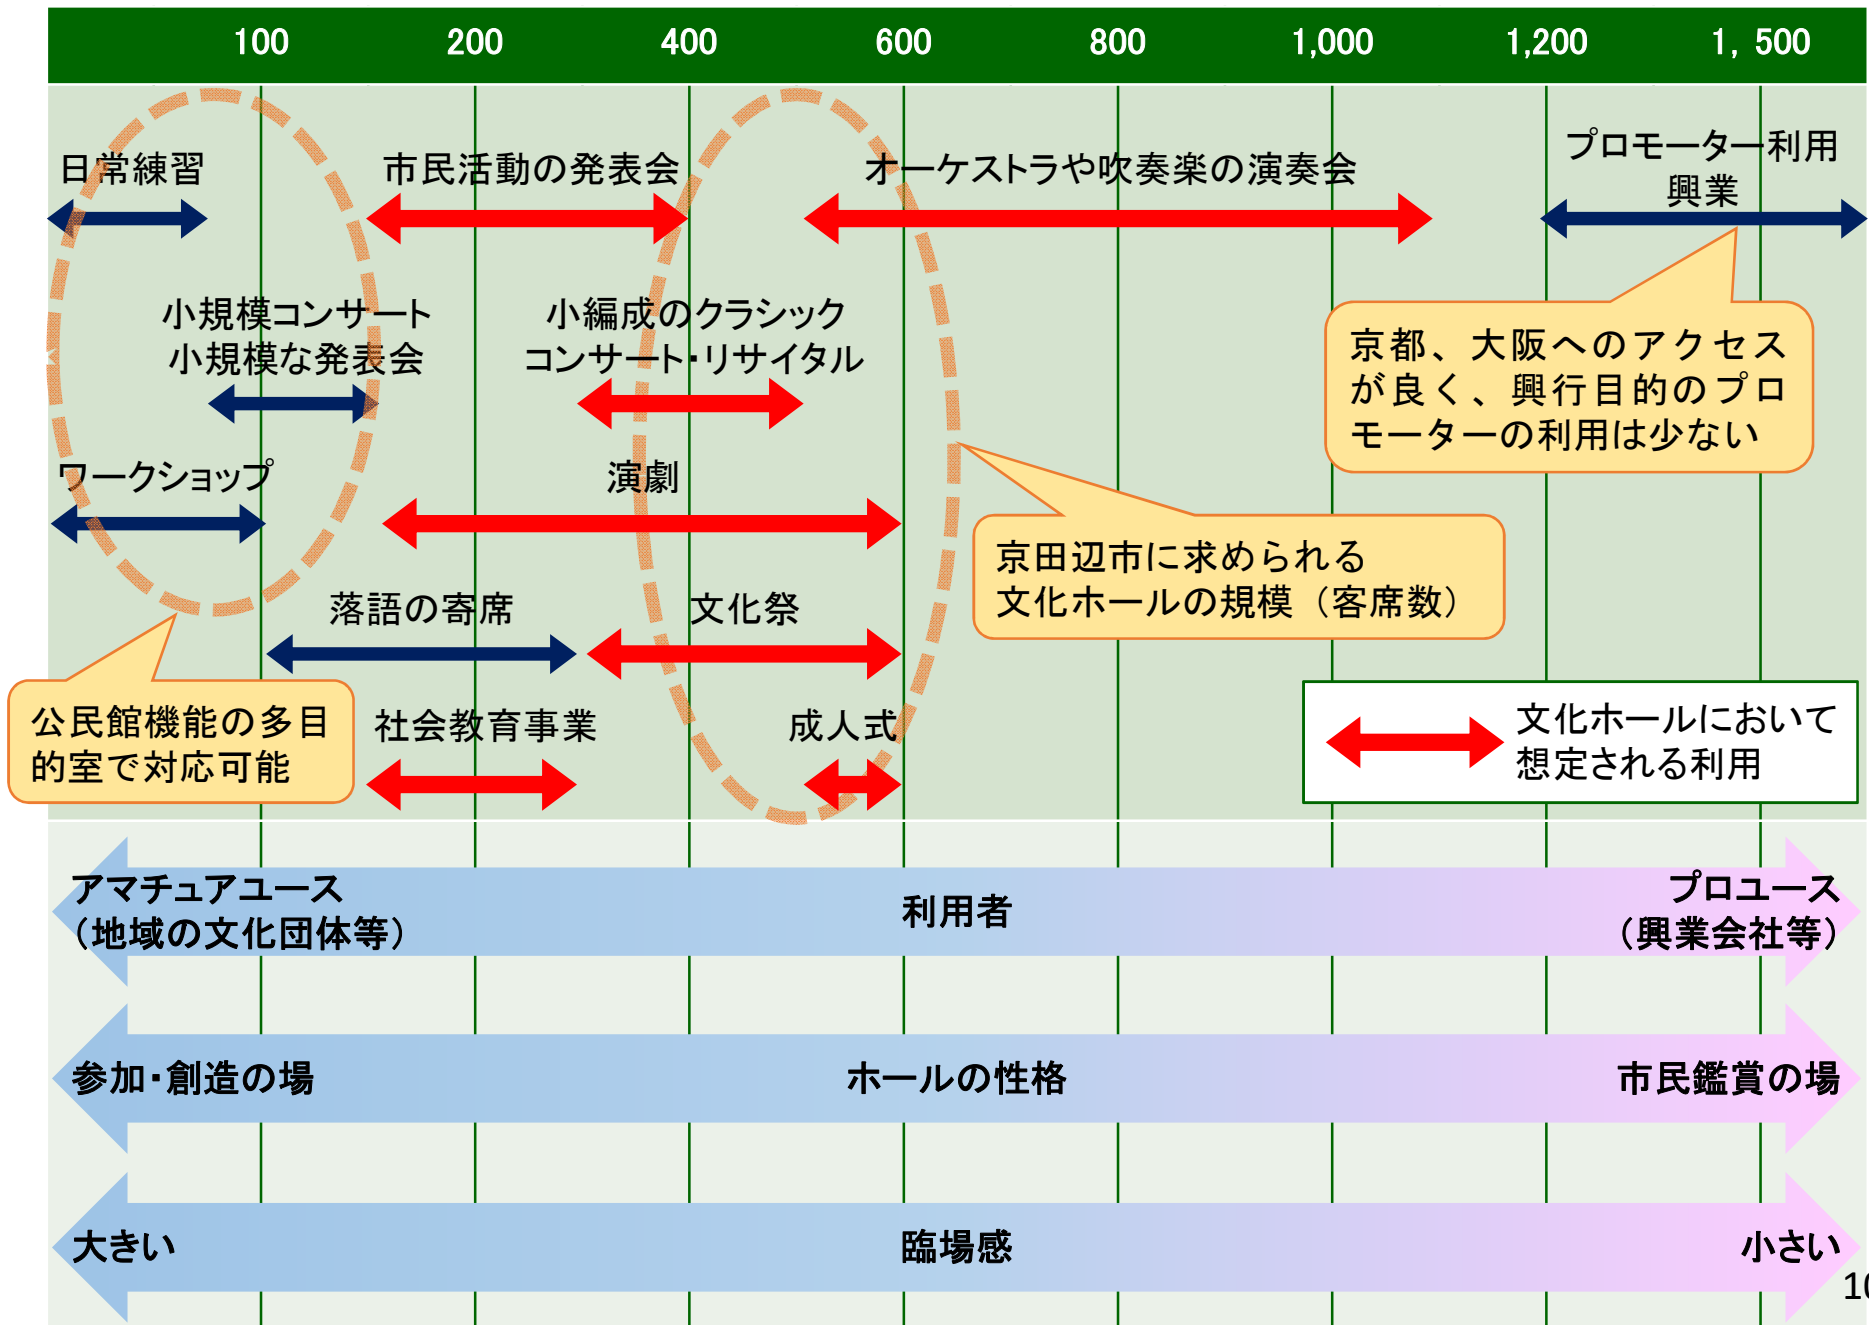 100 200 400 600 800 1,000 1,200 1, 500
日常練習
市民活動の発表会
オーケストラや吹奏楽の演奏会
プロモーター利用
興業
小規模コンサート
小規模な発表会
小編成のクラシック
コンサート・リサイタル
京都、大阪へのアクセス
が良く、興行目的のプロ
モーターの利用は少ない
ワークショップ
演劇
京田辺市に求められる
文化ホールの規模（客席数）
落語の寄席
文化祭
公民館機能の多目
的室で対応可能
社会教育事業
成人式
文化ホールにおいて
想定される利用
アマチュアユース
（地域の文化団体等）
利用者
プロユース
（興業会社等）
参加・創造の場
ホールの性格
市民鑑賞の場
大きい
臨場感
小さい